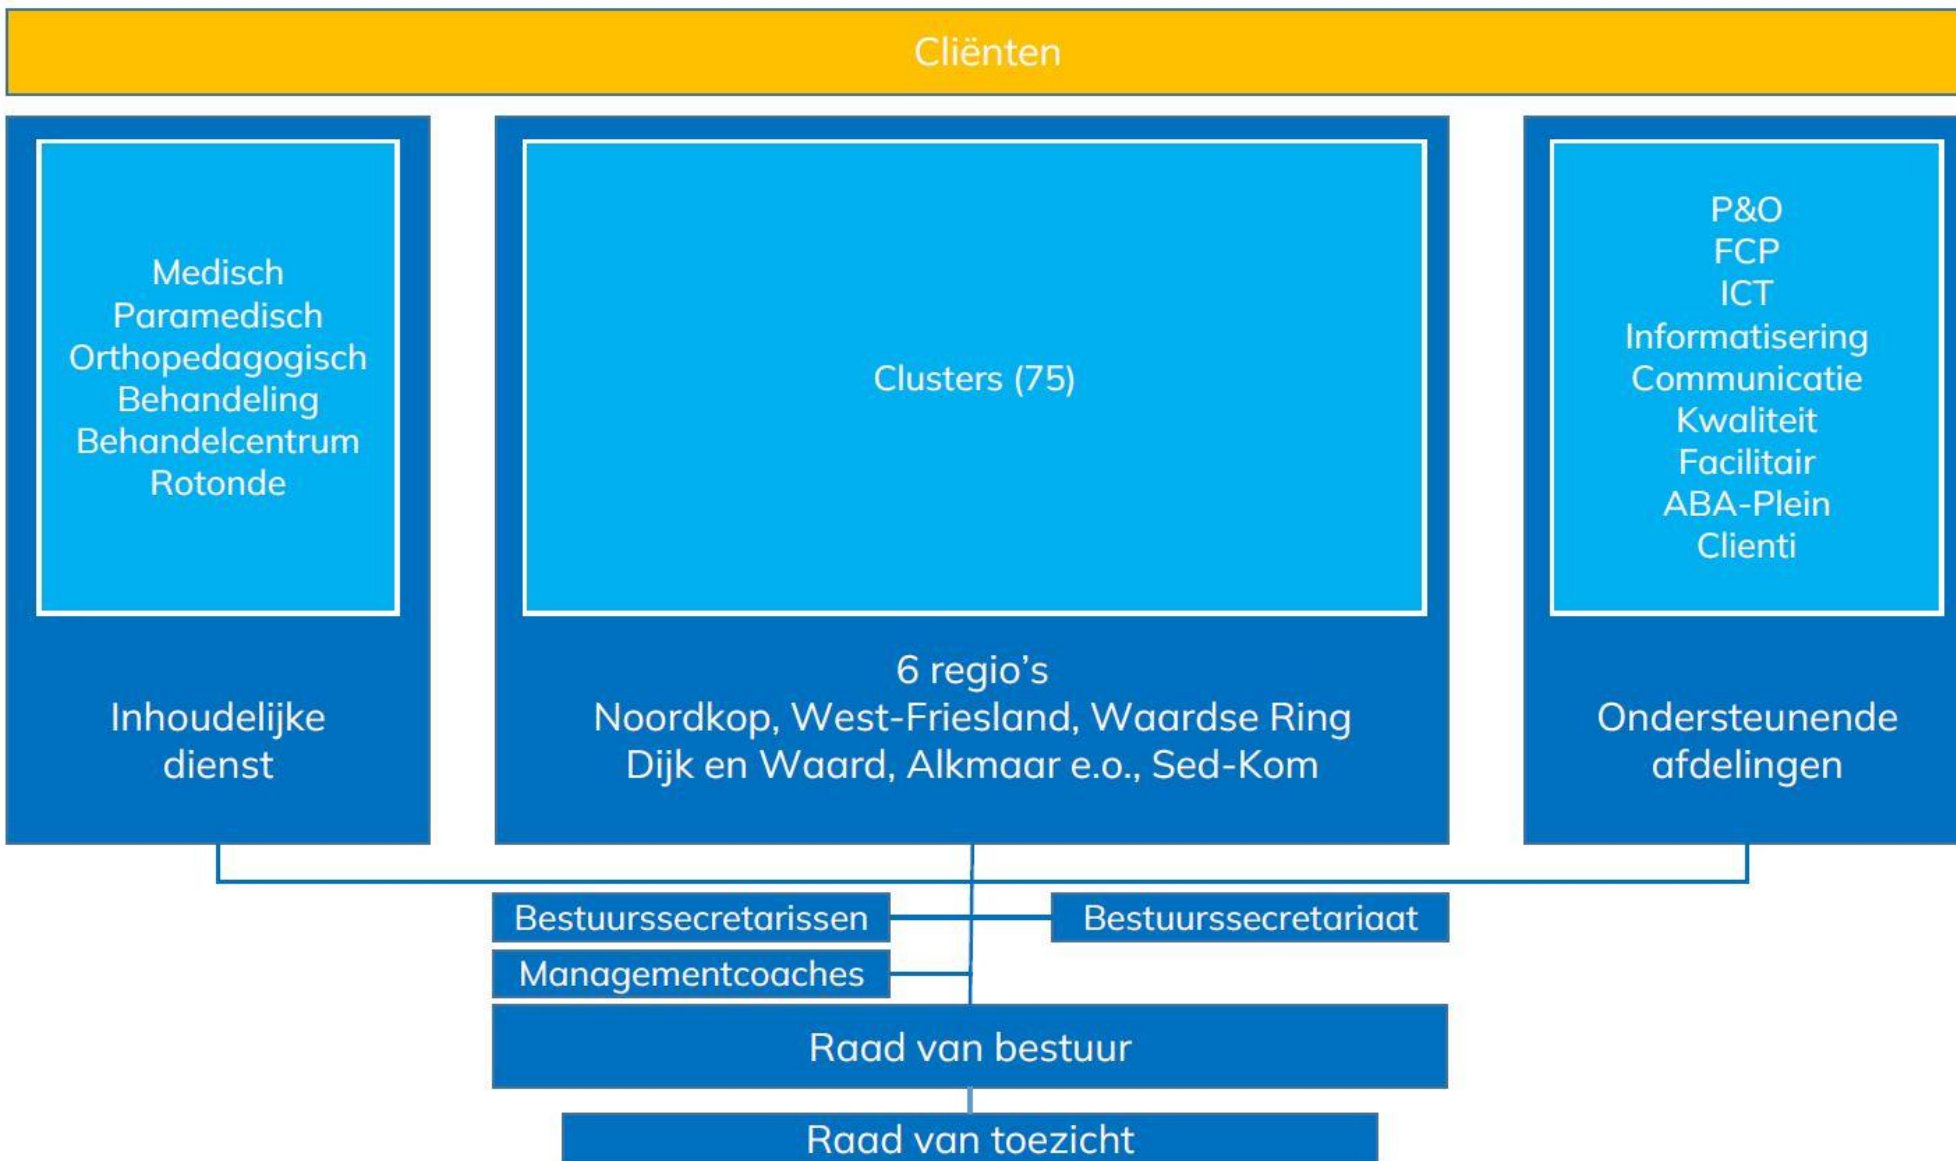 Cliënten
Medisch
Paramedisch
Orthopedagogisch
Behandeling
Behandelcentrum
Rotonde
Inhoudelijke
dienst
Clusters (75)
6 regio's
Noordkop, West-Friesland, Waardse Ring
Dijk en Waard, Alkmaar e.o., Sed-Kom
P&O
FCP
ICT
Informatisering
Communicatie
Kwaliteit
Facilitair
ABA-Plein
Clienti
Ondersteunende
afdelingen
Bestuurssecretarissen
Bestuurssecretariaat
Managementcoaches
Raad van bestuur
Raad van toezicht